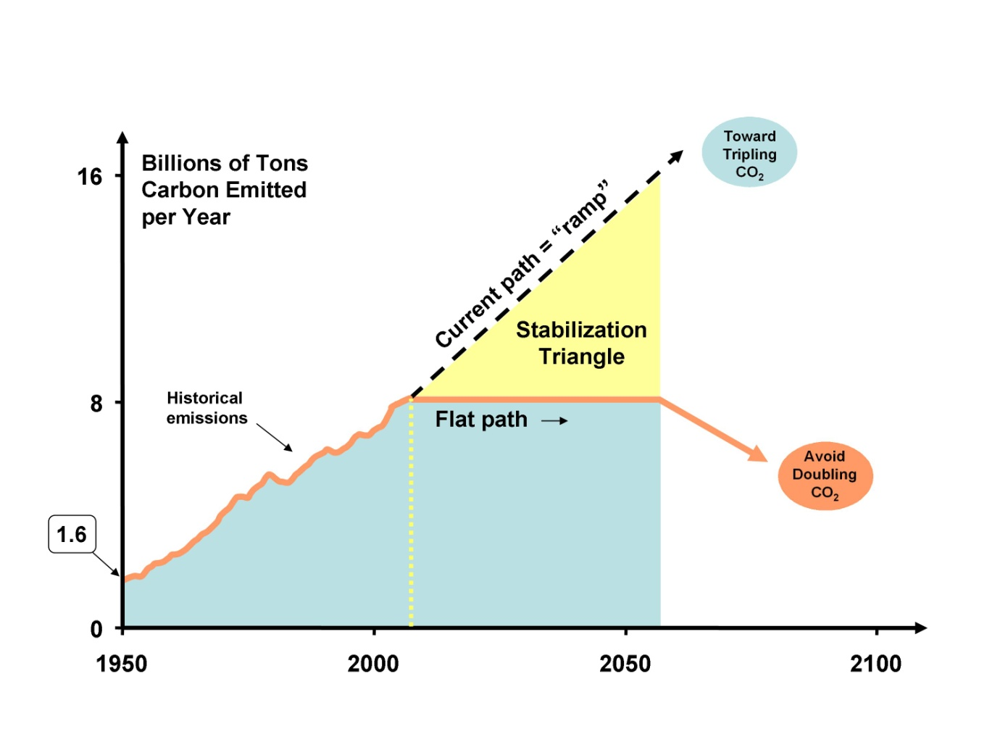 Billions of Tons
Carbon Emitted
per Year
Toward
Tripling
CO2
16
Current path = “ramp”
Stabilization
Triangle
8
Historical
emissions
Flat path
Avoid
Doubling
CO2
1.6
0
1950
2000
2050
2100